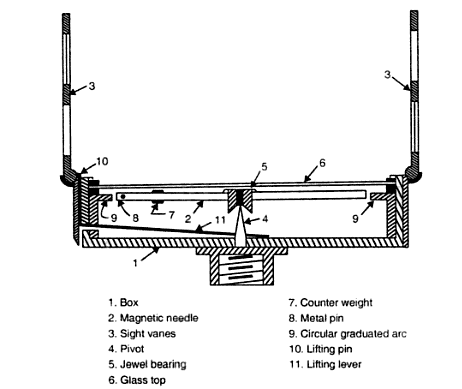 3
3
10
5
6
9
8
7
2
11
4
9
1
1. Box
2. Magnetic needle
3. Sight vanes
4. Pivot
5. Jewel bearing
6. Glass top
7. Counter weight
8. Metal pin
9. Circular graduated arc
10. Lifting pin
11. Lifting lever